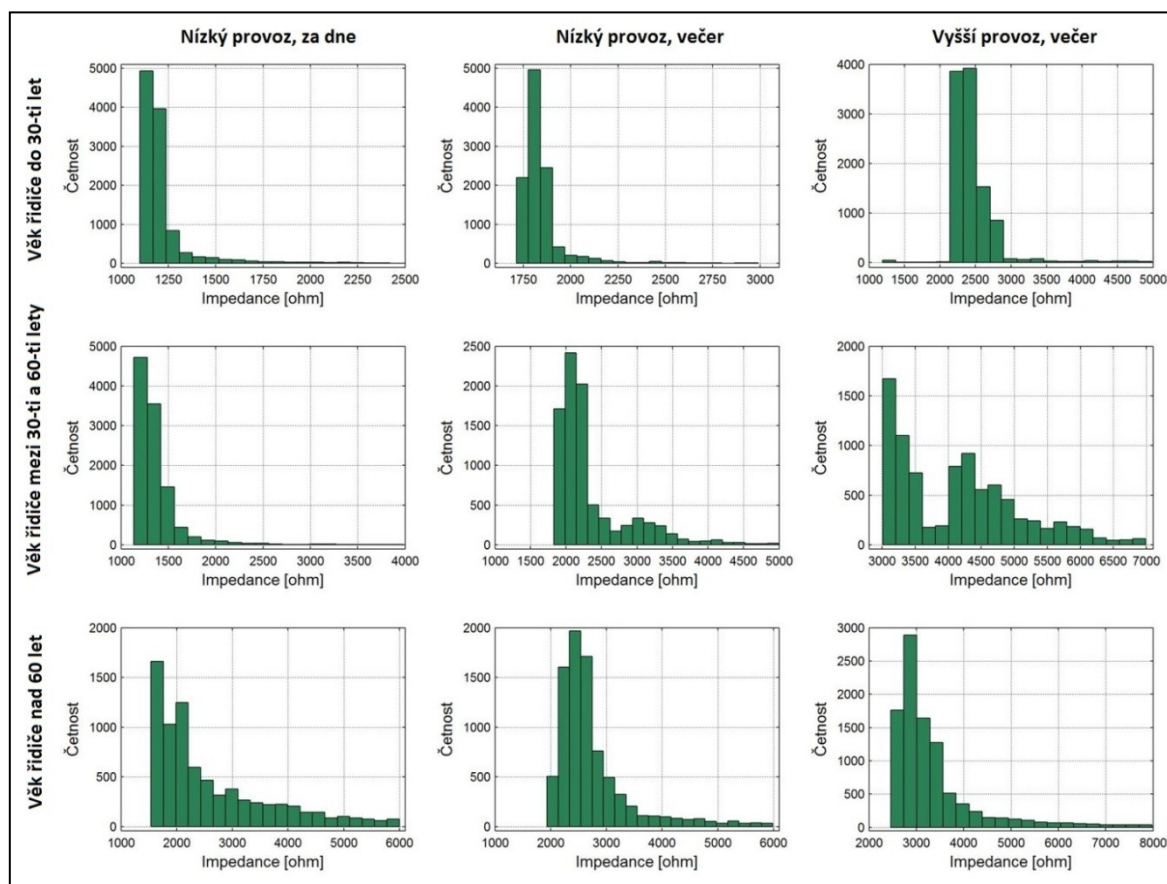 Nízký provoz, za dne
Nízký provoz, večer
Vyšší provoz, večer
Věk řidiče do 30-ti let
5000
4000
3000
2000
1000
0
Četnost
1000 1250 1500 1750 2000 2250 2500
Impedance [ohm]
5000
4000
3000
2000
1000
0
Četnost
1750 2000 2250 2500 2750 3000
Impedance [ohm]
4000
3000
2000
1000
0
Četnost
1000 1500 2000 2500 3000 3500 4000 4500 5000
Impedance [ohm]
Věk řidiče mezi 30-ti a 60-ti lety
5000
4000
3000
2000
1000
0
Četnost
1000 1500 2000 2500 3000 3500 4000
Impedance [ohm]
2500
2000
1500
1000
500
0
Četnost
1000 1500 2000 2500 3000 3500 4000 4500 5000
Impedance [ohm]
2000
1500
1000
500
0
Četnost
3000 3500 4000 4500 5000 5500 6000 6500 7000
Impedance [ohm]
Věk řidiče nad 60 let
2000
1500
1000
500
0
Četnost
1000 2000 3000 4000 5000 6000
Impedance [ohm]
2000
1500
1000
500
0
Četnost
1000 2000 3000 4000 5000 6000
Impedance [ohm]
3000
2500
2000
1500
1000
500
0
Četnost
2000 3000 4000 5000 6000 7000 8000
Impedance [ohm]